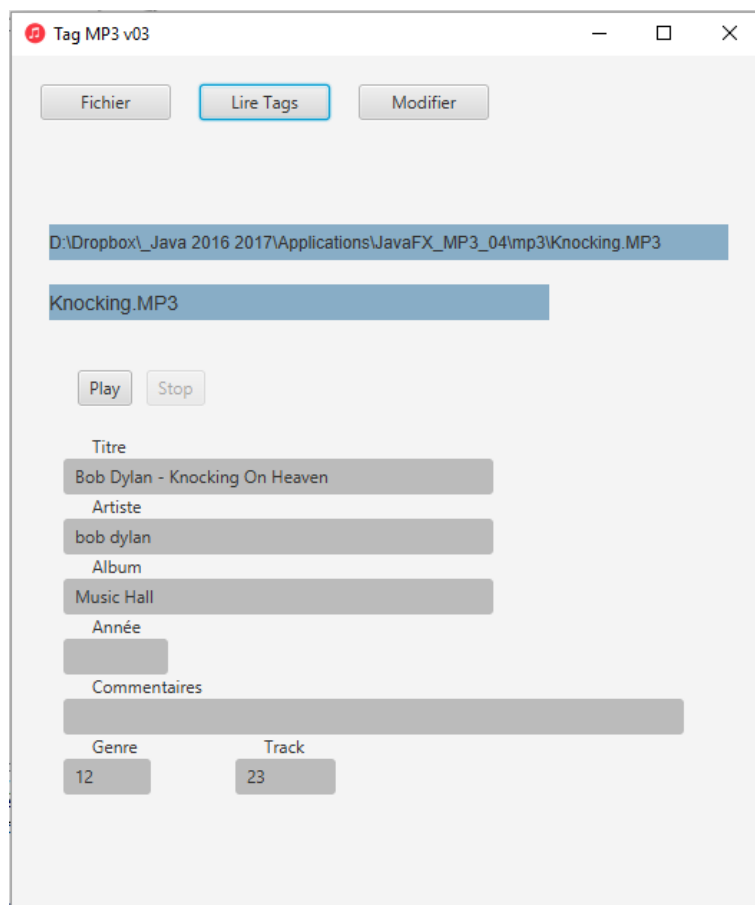 Tag MP3 v03
Fichier Lire Tags Modifier
D:\Dropbox\_Java 2016 2017\Applications\JavaFX_MP3_04\mp3\Knocking.MP3
Knocking.MP3
Play Stop
Titre
Bob Dylan - Knocking On Heaven
Artiste
bob dylan
Album
Music Hall
Année
Commentaires
Genre Track
12 23